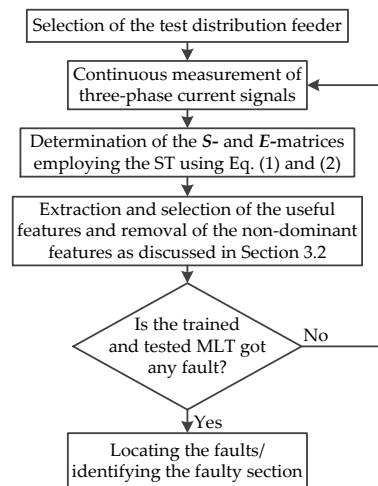 Selection of the test distribution feeder
Continuous measurement of
three-phase current signals
Determination of the S- and E-matrices
employing the ST using Eq. (1) and (2)
Extraction and selection of the useful
features and removal of the non-dominant
features as discussed in Section 3.2
Is the trained
and tested MLT got
any fault?
No
Yes
Locating the faults/
identifying the faulty section